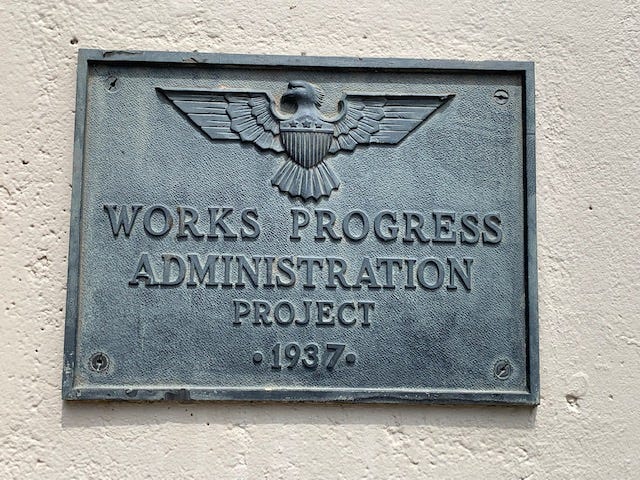 WORKS PROGRESS
ADMINISTRATION
PROJECT
·1937·